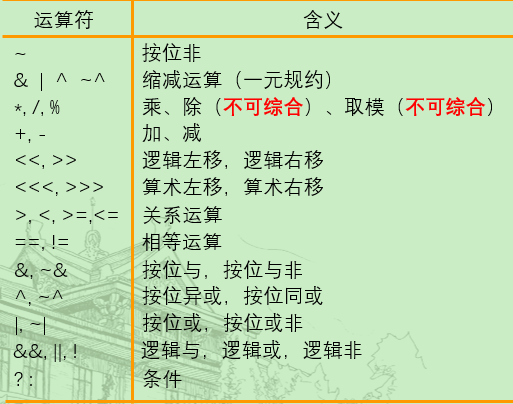 运算符 含义
~ 按位非
& | ^ ~^ 缩减运算（一元规约）
*, /, % 乘、除（不可综合）、取模（不可综合）
+, - 加、减
<<, >> 逻辑左移，逻辑右移
<<<, >>> 算术左移，算术右移
>, <, >=,<= 关系运算
==, != 相等运算
&, ~& 按位与，按位与非
^, ~^ 按位异或，按位同或
|, ~| 按位或，按位或非
&&, ||, ! 逻辑与，逻辑或，逻辑非
? : 条件